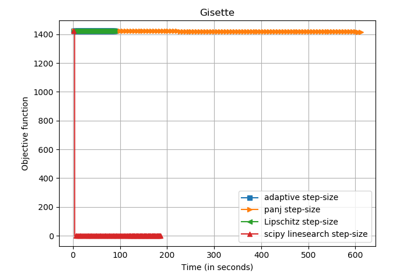 Gisette
1400
1200
1000
800
600
400
200
0
Objective function
adaptive step-size
panj step-size
Lipschitz step-size
scipy linesearch step-size
0 100 200 300 400 500 600
Time (in seconds)